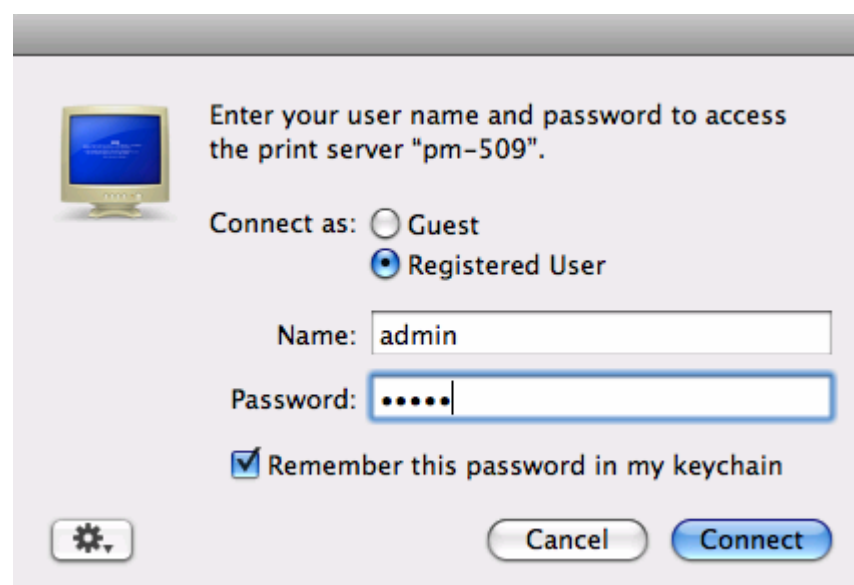 Enter your user name and password to access
the print server “pm-509”.
Connect as: Guest
Registered User
Name: admin
Password: •••••
Remember this password in my keychain
Cancel Connect